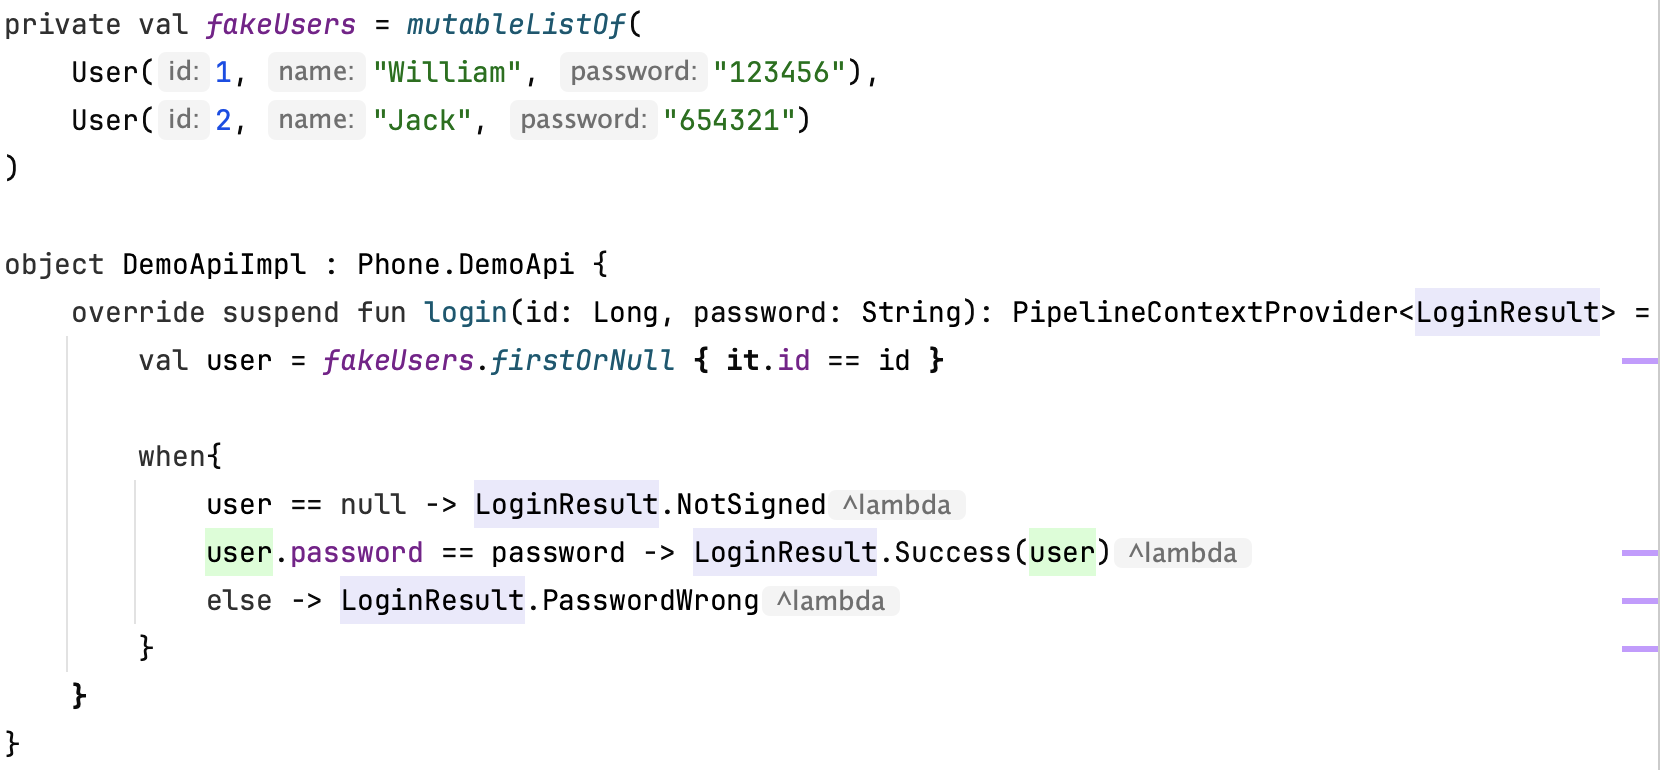 private val fakeUsers = mutableListOf(
    User( id: 1, name: "William", password: "123456"),
    User( id: 2, name: "Jack", password: "654321")
)
object DemoApiImpl : Phone.DemoApi {
    override suspend fun login(id: Long, password: String): PipelineContextProvider<LoginResult> =
        val user = fakeUsers.firstOrNull { it.id == id }
        when{
            user == null -> LoginResult.NotSigned ^lambda
            user.password == password -> LoginResult.Success(user) ^lambda
            else -> LoginResult.PasswordWrong ^lambda
        }
    }
}